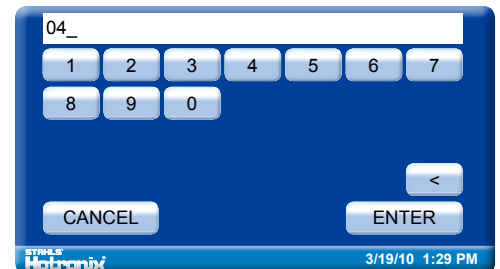 04_
1 2 3 4 5 6 7
8 9 0
<
CANCEL ENTER
STAHLS'
Hotronix 3/19/10 1:29 PM